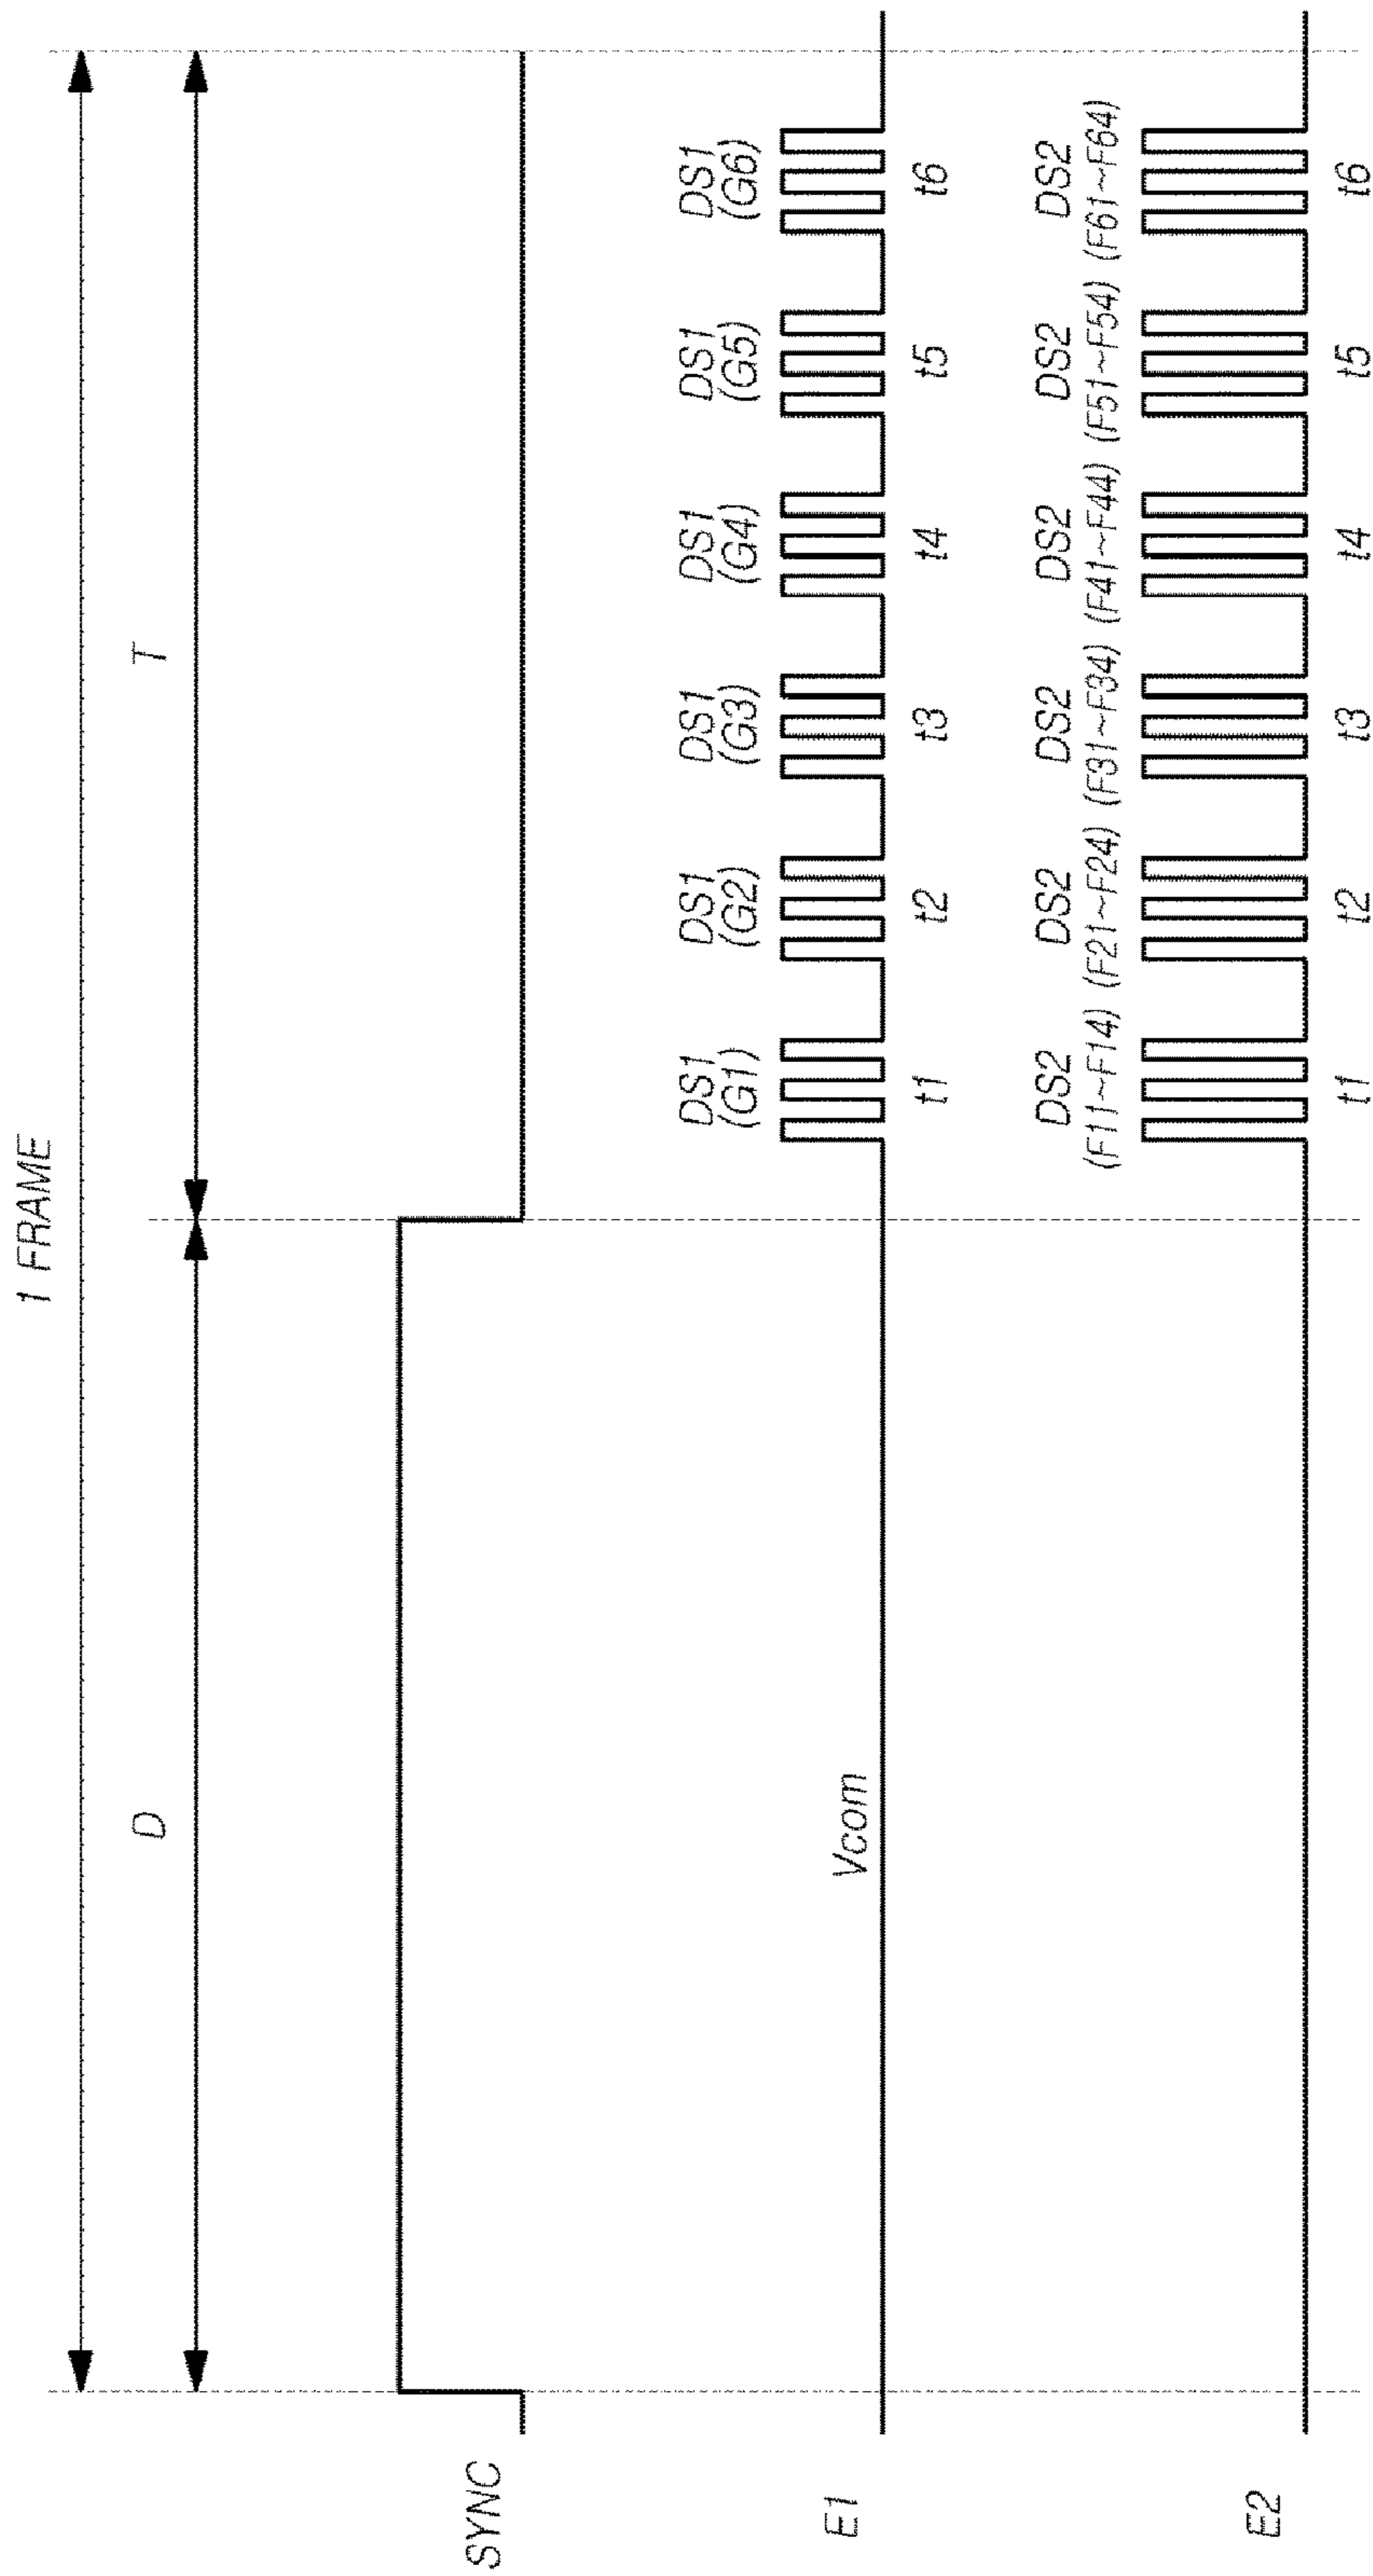 1 FRAME
D
T
SYNC
DS1 DS1 DS1 DS1 DS1 DS1
(G1) (G2) (G3) (G4) (G5) (G6)
Vcom
E1
t1 t2 t3 t4 t5 t6
DS2 DS2 DS2 DS2 DS2 DS2
(F11~F14) (F21~F24) (F31~F34) (F41~F44) (F51~F54) (F61~F64)
E2
t1 t2 t3 t4 t5 t6